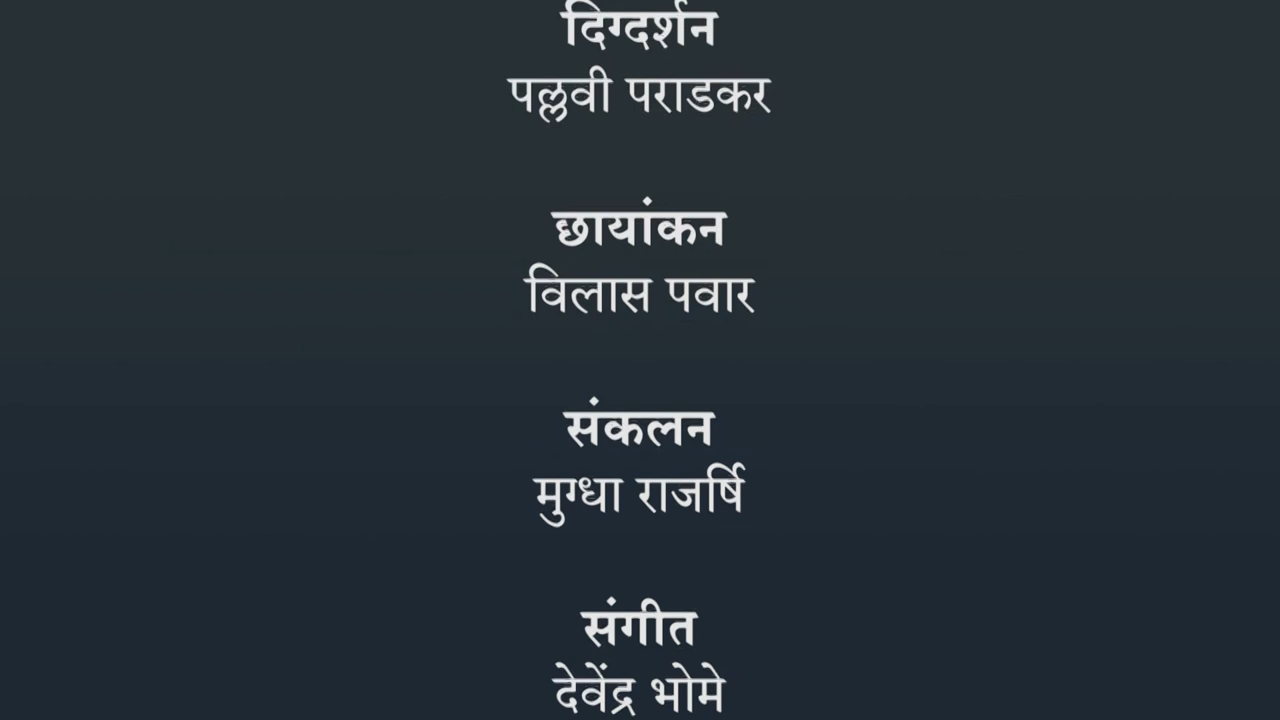 दिग्दर्शन
पल्लवी पराडकर
छायांकन
विलास पवार
संकलन
मुग्धा राजर्षि
संगीत
देवेंद्र भोमे